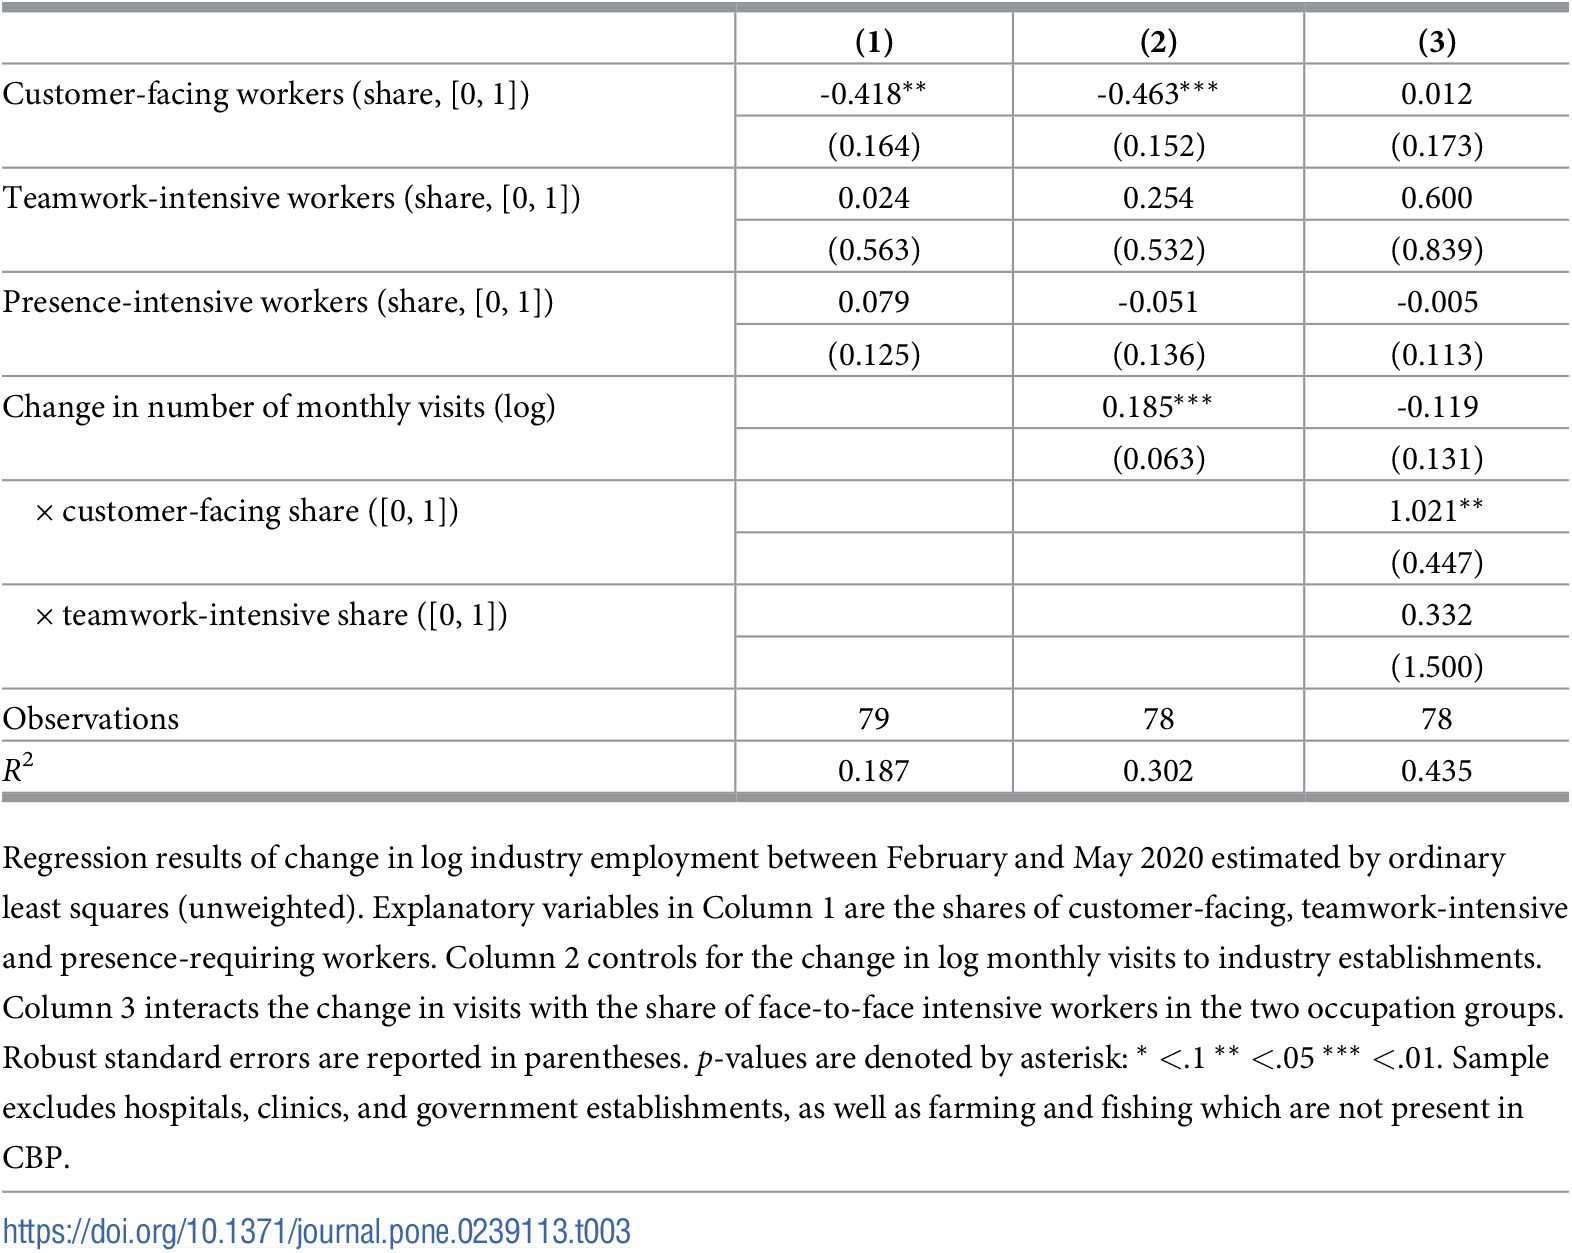 (1) (2) (3)
Customer-facing workers (share, [0, 1]) -0.418** -0.463*** 0.012
(0.164) (0.152) (0.173)
Teamwork-intensive workers (share, [0, 1]) 0.024 0.254 0.600
(0.563) (0.532) (0.839)
Presence-intensive workers (share, [0, 1]) 0.079 -0.051 -0.005
(0.125) (0.136) (0.113)
Change in number of monthly visits (log) 0.185*** -0.119
(0.063) (0.131)
× customer-facing share ([0, 1]) 1.021**
(0.447)
× teamwork-intensive share ([0, 1]) 0.332
(1.500)
Observations 79 78 78
R² 0.187 0.302 0.435
Regression results of change in log industry employment between February and May 2020 estimated by ordinary
least squares (unweighted). Explanatory variables in Column 1 are the shares of customer-facing, teamwork-intensive
and presence-requiring workers. Column 2 controls for the change in log monthly visits to industry establishments.
Column 3 interacts the change in visits with the share of face-to-face intensive workers in the two occupation groups.
Robust standard errors are reported in parentheses. p-values are denoted by asterisk: * <.1 ** <.05 *** <.01. Sample
excludes hospitals, clinics, and government establishments, as well as farming and fishing which are not present in
CBP.
https://doi.org/10.1371/journal.pone.0239113.t003